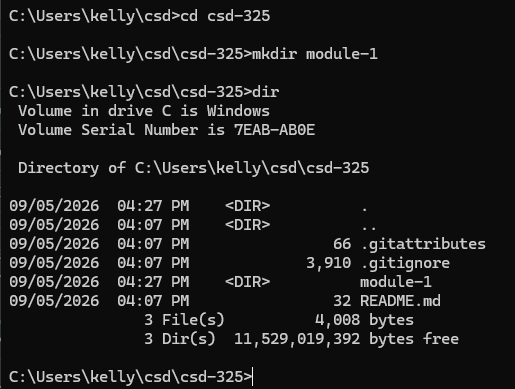 C:\Users\kelly\csd>cd csd-325
C:\Users\kelly\csd\csd-325>mkdir module-1
C:\Users\kelly\csd\csd-325>dir
 Volume in drive C is Windows
 Volume Serial Number is 7EAB-AB0E
 Directory of C:\Users\kelly\csd\csd-325
09/05/2026  04:27 PM    <DIR>          .
09/05/2026  04:07 PM    <DIR>          ..
09/05/2026  04:07 PM                66 .gitattributes
09/05/2026  04:07 PM             3,910 .gitignore
09/05/2026  04:27 PM    <DIR>          module-1
09/05/2026  04:07 PM                32 README.md
               3 File(s)          4,008 bytes
               3 Dir(s)  11,529,019,392 bytes free
C:\Users\kelly\csd\csd-325>